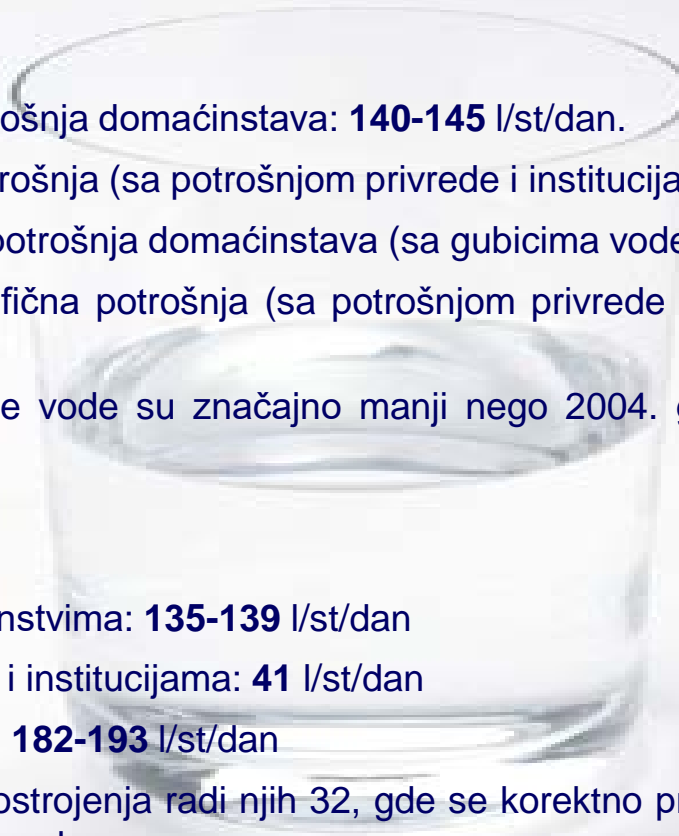 ošnja domaćinstava: 140-145 l/st/dan.
rošnja (sa potrošnjom privrede i institucija
potrošnja domaćinstava (sa gubicima vode
fična potrošnja (sa potrošnjom privrede
e vode su značajno manji nego 2004. g
nstvima: 135-139 l/st/dan
i institucijama: 41 l/st/dan
182-193 l/st/dan
ostrojenja radi njih 32, gde se korektno pr